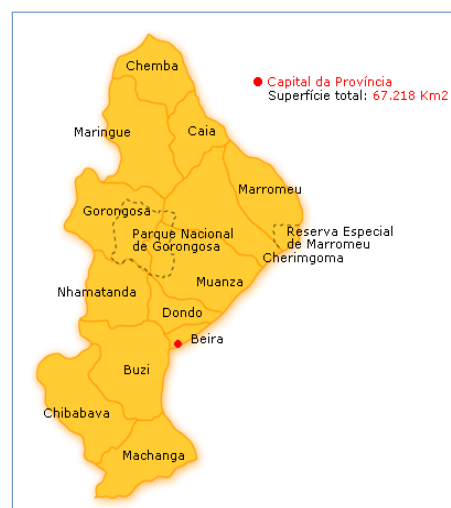 Chemba
Capital da Província
Superfície total: 67.218 Km2
Maringue
Caia
Marromeu
Gorongosa
Parque Nacional
de Gorongosa
Reserva Especial
de Marromeu
Cherimgoma
Muanza
Nhamatanda
Dondo
Beira
Buzi
Chibabava
Machanga